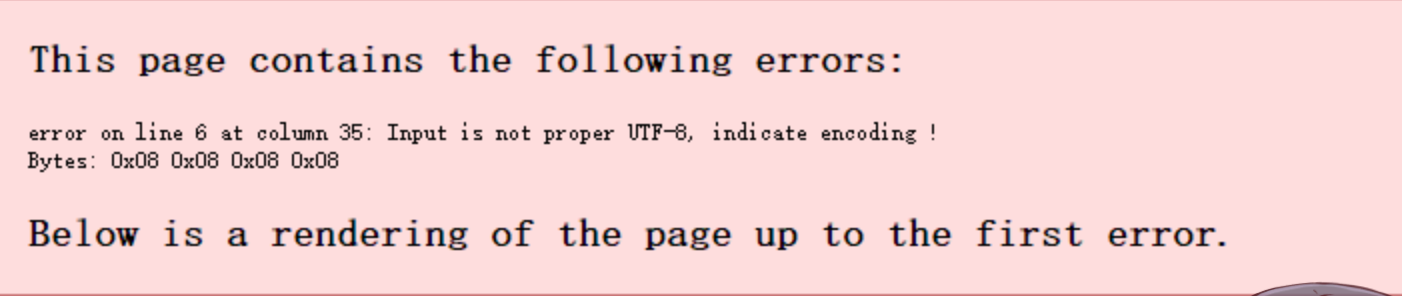 This page contains the following errors:
error on line 6 at column 35: Input is not proper UTF-8, indicate encoding !
Bytes: 0x08 0x08 0x08 0x08
Below is a rendering of the page up to the first error.